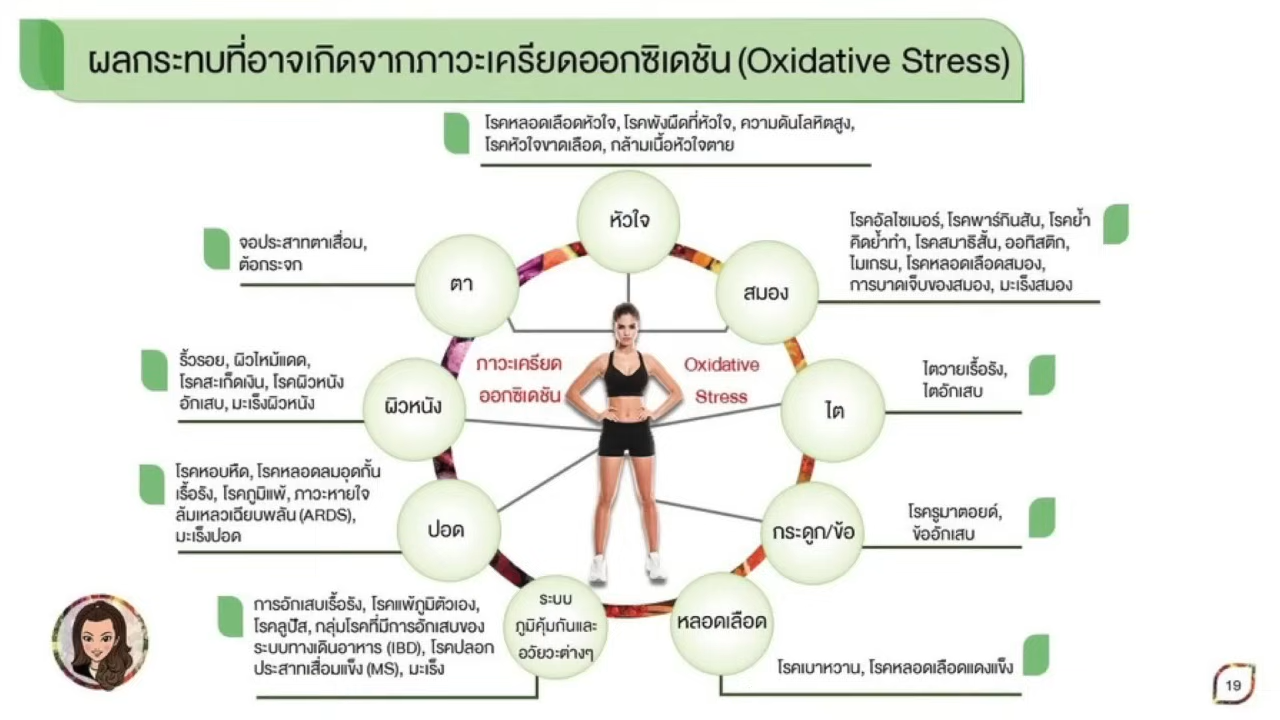 ผลกระทบที่อาจเกิดจากภาวะเครียดออกซิเดชัน (Oxidative Stress)
โรคหลอดเลือดหัวใจ, โรคพังผืดที่หัวใจ, ความดันโลหิตสูง,
โรคหัวใจขาดเลือด, กล้ามเนื้อหัวใจตาย
หัวใจ
โรคอัลไซเมอร์, โรคพาร์กินสัน, โรคย้ำ
คิดย้ำทำ, โรคสมาธิสั้น, ออทิสติก,
ไมเกรน, โรคหลอดเลือดสมอง,
การบาดเจ็บของสมอง, มะเร็งสมอง
สมอง
จอประสาทตาเสื่อม,
ต้อกระจก
ตา
ภาวะเครียด
ออกซิเดชัน
Oxidative
Stress
ริ้วรอย, ผิวไหม้แดด,
โรคสะเก็ดเงิน, โรคผิวหนัง
อักเสบ, มะเร็งผิวหนัง
ผิวหนัง
ไตวายเรื้อรัง,
ไตอักเสบ
ไต
โรคหอบหืด, โรคหลอดลมอุดกั้น
เรื้อรัง, โรคภูมิแพ้, ภาวะหายใจ
ล้มเหลวเฉียบพลัน (ARDS),
มะเร็งปอด
ปอด
โรครูมาตอยด์,
ข้ออักเสบ
กระดูก/ข้อ
การอักเสบเรื้อรัง, โรคแพ้ภูมิตัวเอง,
โรคลูปัส, กลุ่มโรคที่มีการอักเสบของ
ระบบทางเดินอาหาร (IBD), โรคปลอก
ประสาทเสื่อมแข็ง (MS), มะเร็ง
ระบบ
ภูมิคุ้มกันและ
อวัยวะต่างๆ
หลอดเลือด
โรคเบาหวาน, โรคหลอดเลือดแดงแข็ง
19